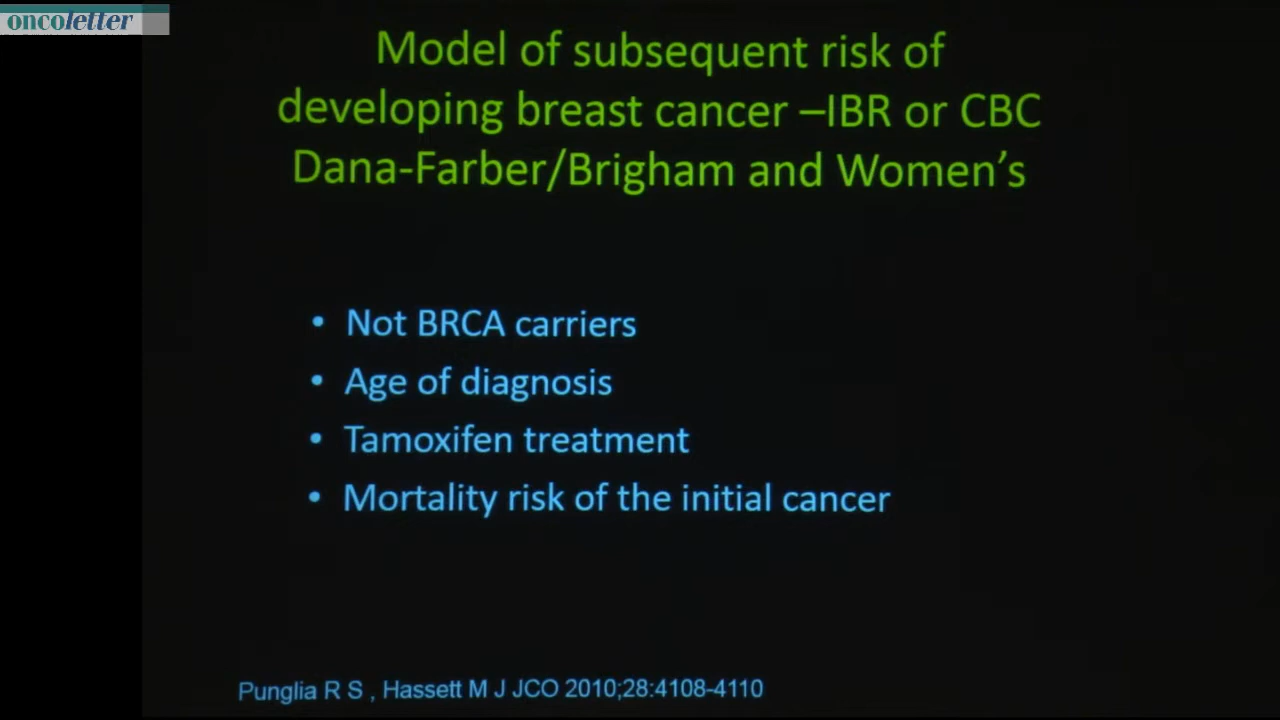 oncoletter
Model of subsequent risk of
developing breast cancer –IBR or CBC
Dana-Farber/Brigham and Women's
• Not BRCA carriers
• Age of diagnosis
• Tamoxifen treatment
• Mortality risk of the initial cancer
Punglia R S , Hassett M J JCO 2010;28:4108-4110